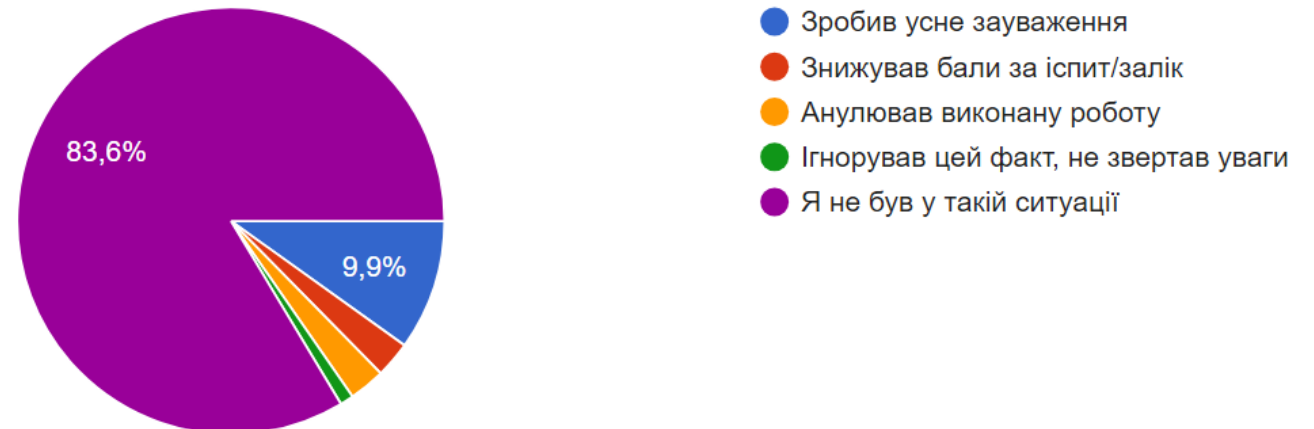 83,6%
9,9%
Зробив усне зауваження
Знижував бали за іспит/залік
Анулював виконану роботу
Ігнорував цей факт, не звертав уваги
Я не був у такій ситуації